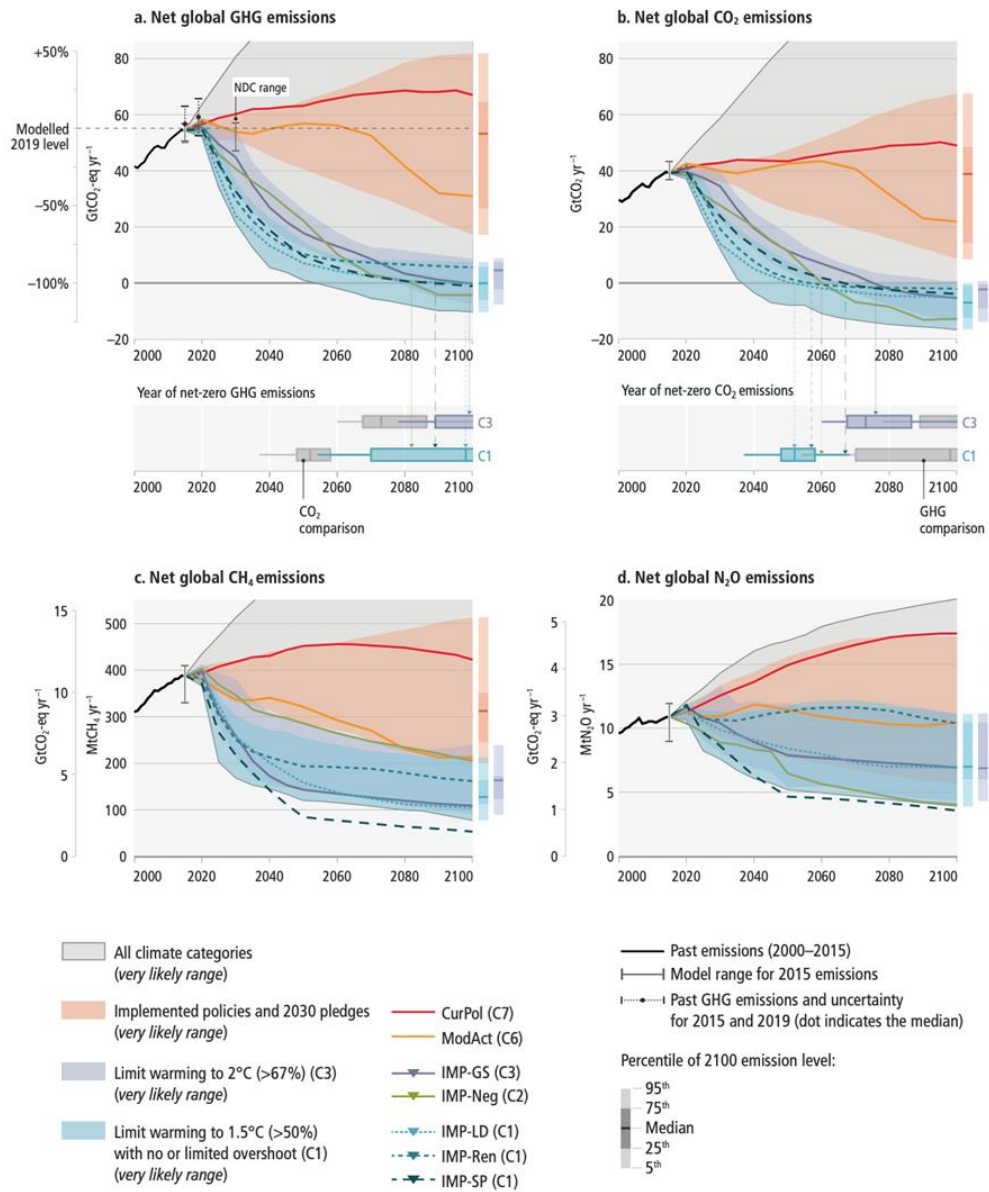 a. Net global GHG emissions
+50%
Modelled
2019 level
−50%
−100%
GtCO2-eq yr⁻¹
80
60
40
20
0
−20
NDC range
2000 2020 2040 2060 2080 2100
Year of net-zero GHG emissions
C3
C1
2000 2020 2040 2060 2080 2100
CO2
comparison
b. Net global CO2 emissions
GtCO2 yr⁻¹
80
60
40
20
0
−20
2000 2020 2040 2060 2080 2100
Year of net-zero CO2 emissions
C3
C1
2000 2020 2040 2060 2080 2100
GHG
comparison
c. Net global CH4 emissions
GtCO2-eq yr⁻¹
15
10
5
0
MtCH4 yr⁻¹
500
400
300
200
100
0
2000 2020 2040 2060 2080 2100
d. Net global N2O emissions
GtCO2-eq yr⁻¹
5
4
3
2
1
0
MtN2O yr⁻¹
20
15
10
5
0
2000 2020 2040 2060 2080 2100
All climate categories
(very likely range)
Implemented policies and 2030 pledges
(very likely range)
Limit warming to 2°C (>67%) (C3)
(very likely range)
Limit warming to 1.5°C (>50%)
with no or limited overshoot (C1)
(very likely range)
CurPol (C7)
ModAct (C6)
IMP-GS (C3)
IMP-Neg (C2)
IMP-LD (C1)
IMP-Ren (C1)
IMP-SP (C1)
Past emissions (2000–2015)
Model range for 2015 emissions
Past GHG emissions and uncertainty
for 2015 and 2019 (dot indicates the median)
Percentile of 2100 emission level:
95th
75th
Median
25th
5th